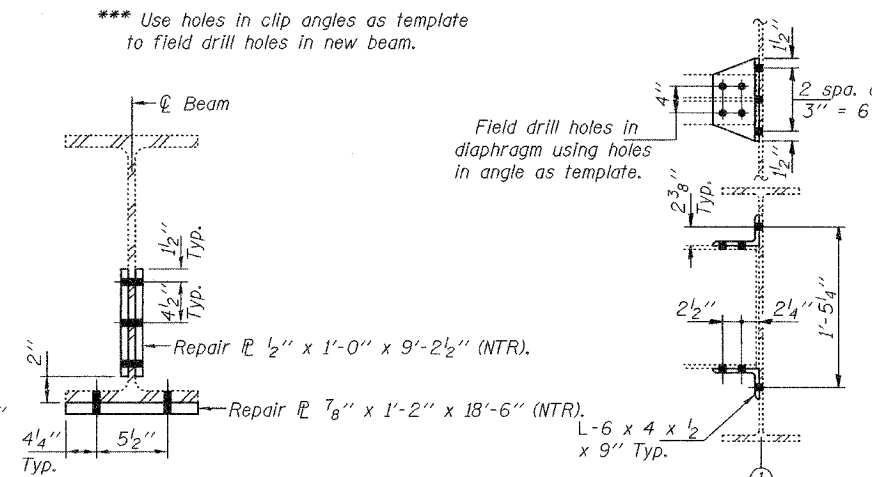 *** Use holes in clip angles as template
to field drill holes in new beam.
℄ Beam
1½" Typ.
4½" Typ.
2"
Repair ℙ ½" x 1'-0" x 9'-2½" (NTR).
Repair ℙ ⅞" x 1'-2" x 18'-6" (NTR).
4¼" Typ.
5½"
1½"
4"
2 spa.
3" = 6
1½"
Field drill holes in
diaphragm using holes
in angle as template.
2⅜" Typ.
2½"
2¼"
1'-5¼"
L-6 x 4 x ½
x 9" Typ.
1